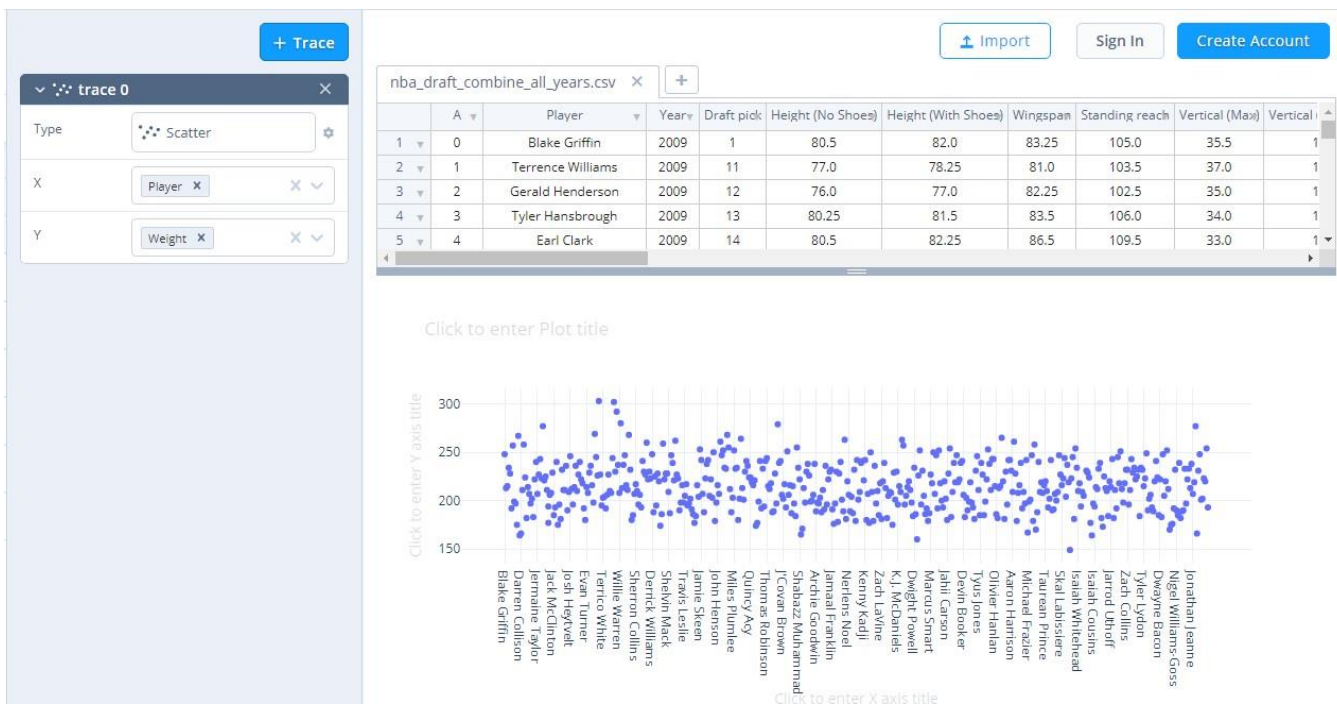 + Trace
Import
Sign In
Create Account
trace 0
Type
Scatter
X
Player
Y
Weight
nba_draft_combine_all_years.csv
+
A Player Year Draft pick Height (No Shoes) Height (With Shoes) Wingspan Standing reach Vertical (Max) Vertical
1 0 Blake Griffin 2009 1 80.5 82.0 83.25 105.0 35.5 1
2 1 Terrence Williams 2009 11 77.0 78.25 81.0 103.5 37.0 1
3 2 Gerald Henderson 2009 12 76.0 77.0 82.25 102.5 35.0 1
4 3 Tyler Hansbrough 2009 13 80.25 81.5 83.5 106.0 34.0 1
5 4 Earl Clark 2009 14 80.5 82.25 86.5 109.5 33.0 1
Click to enter Plot title
Click to enter Y axis title
300
250
200
150
Blake Griffin
Darren Collison
Jermaine Taylor
Jack McClinton
Josh Heytvelt
Evan Turner
Terrico White
Willie Warren
Sherron Collins
Derrick Williams
Shelvin Mack
Travis Leslie
Jamie Skeen
John Henson
Miles Plumlee
Quincy Acy
Thomas Robinson
J'Covan Brown
Shabazz Muhammad
Archie Goodwin
Jamaal Franklin
Nerlens Noel
Kenny Kadji
Zach LaVine
K.J. McDaniels
Dwight Powell
Marcus Smart
Jahii Carson
Devin Booker
Tyus Jones
Olivier Hanlan
Aaron Harrison
Michael Frazier
Taurean Prince
Skal Labissiere
Isaiah Whitehead
Isaiah Cousins
Jarrod Uthoff
Zach Collins
Tyler Lydon
Dwayne Bacon
Nigel Williams-Goss
Jonathan Jeanne
Click to enter X axis title